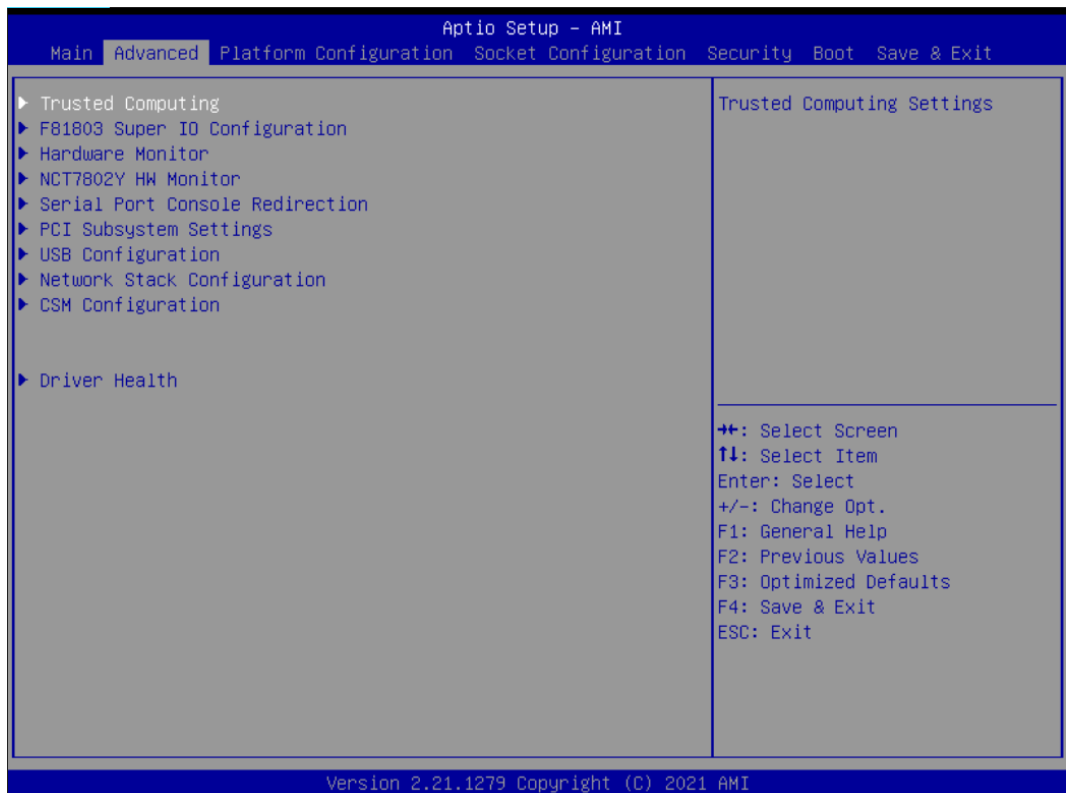 Aptio Setup – AMI
Main Advanced Platform Configuration Socket Configuration Security Boot Save & Exit
▶ Trusted Computing
▶ F81803 Super IO Configuration
▶ Hardware Monitor
▶ NCT7802Y HW Monitor
▶ Serial Port Console Redirection
▶ PCI Subsystem Settings
▶ USB Configuration
▶ Network Stack Configuration
▶ CSM Configuration
▶ Driver Health
Trusted Computing Settings
→←: Select Screen
↑↓: Select Item
Enter: Select
+/-: Change Opt.
F1: General Help
F2: Previous Values
F3: Optimized Defaults
F4: Save & Exit
ESC: Exit
Version 2.21.1279 Copyright (C) 2021 AMI